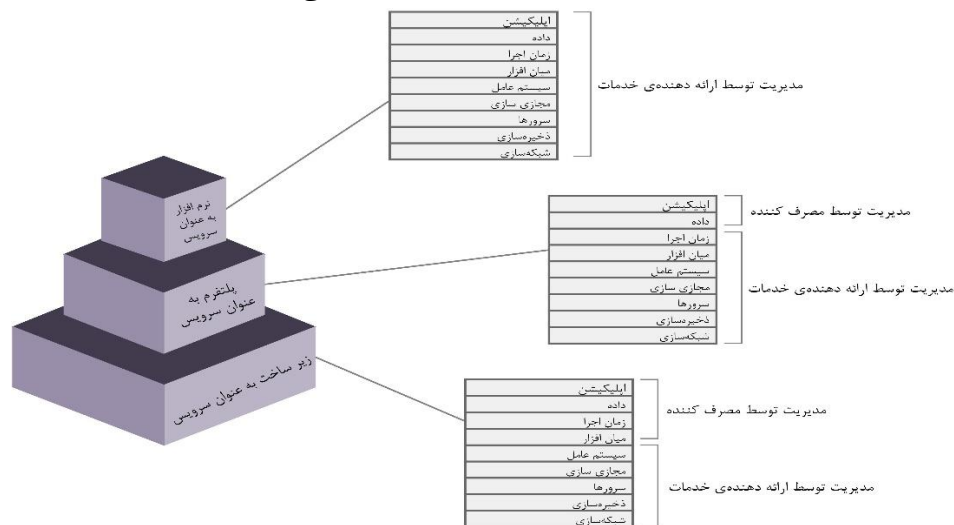 اپلیکیشن
داده
زمان اجرا
میان افزار
سیستم عامل
مجازی سازی
سرورها
ذخیره‌سازی
شبکه‌سازی
مدیریت توسط ارائه دهنده‌ی خدمات
نرم افزار
به عنوان
سرویس
اپلیکیشن
داده
زمان اجرا
میان افزار
سیستم عامل
مجازی سازی
سرورها
ذخیره‌سازی
شبکه‌سازی
مدیریت توسط مصرف کننده
مدیریت توسط ارائه دهنده‌ی خدمات
پلتفرم به
عنوان سرویس
زیر ساخت به عنوان سرویس
اپلیکیشن
داده
زمان اجرا
میان افزار
سیستم عامل
مجازی سازی
سرورها
ذخیره‌سازی
شبکه‌سازی
مدیریت توسط مصرف کننده
مدیریت توسط ارائه دهنده‌ی خدمات